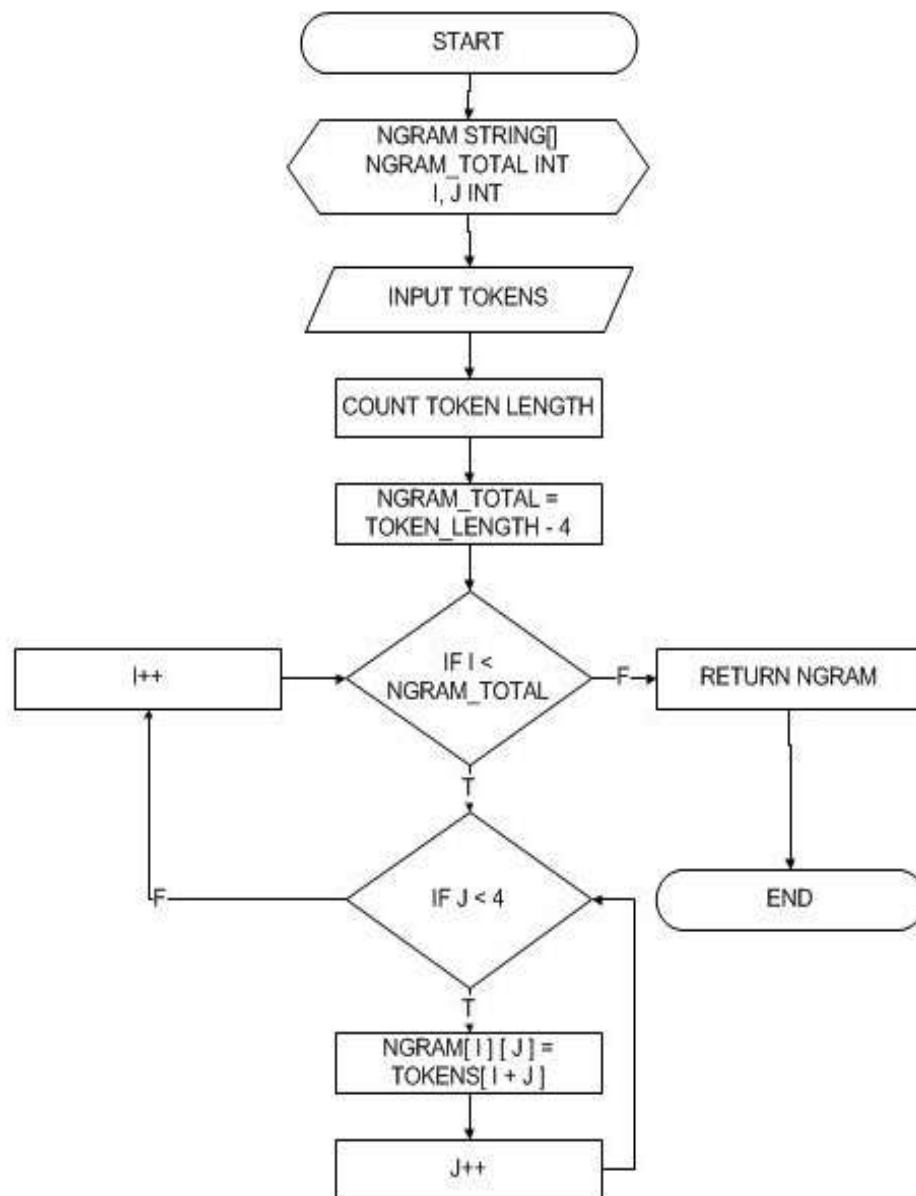 START
NGRAM STRING[]
NGRAM_TOTAL INT
I, J INT
INPUT TOKENS
COUNT TOKEN LENGTH
NGRAM_TOTAL =
TOKEN_LENGTH - 4
IF I <
NGRAM_TOTAL
I++
F
RETURN NGRAM
T
IF J < 4
F
END
T
NGRAM[ I ] [ J ] =
TOKENS[ I + J ]
J++